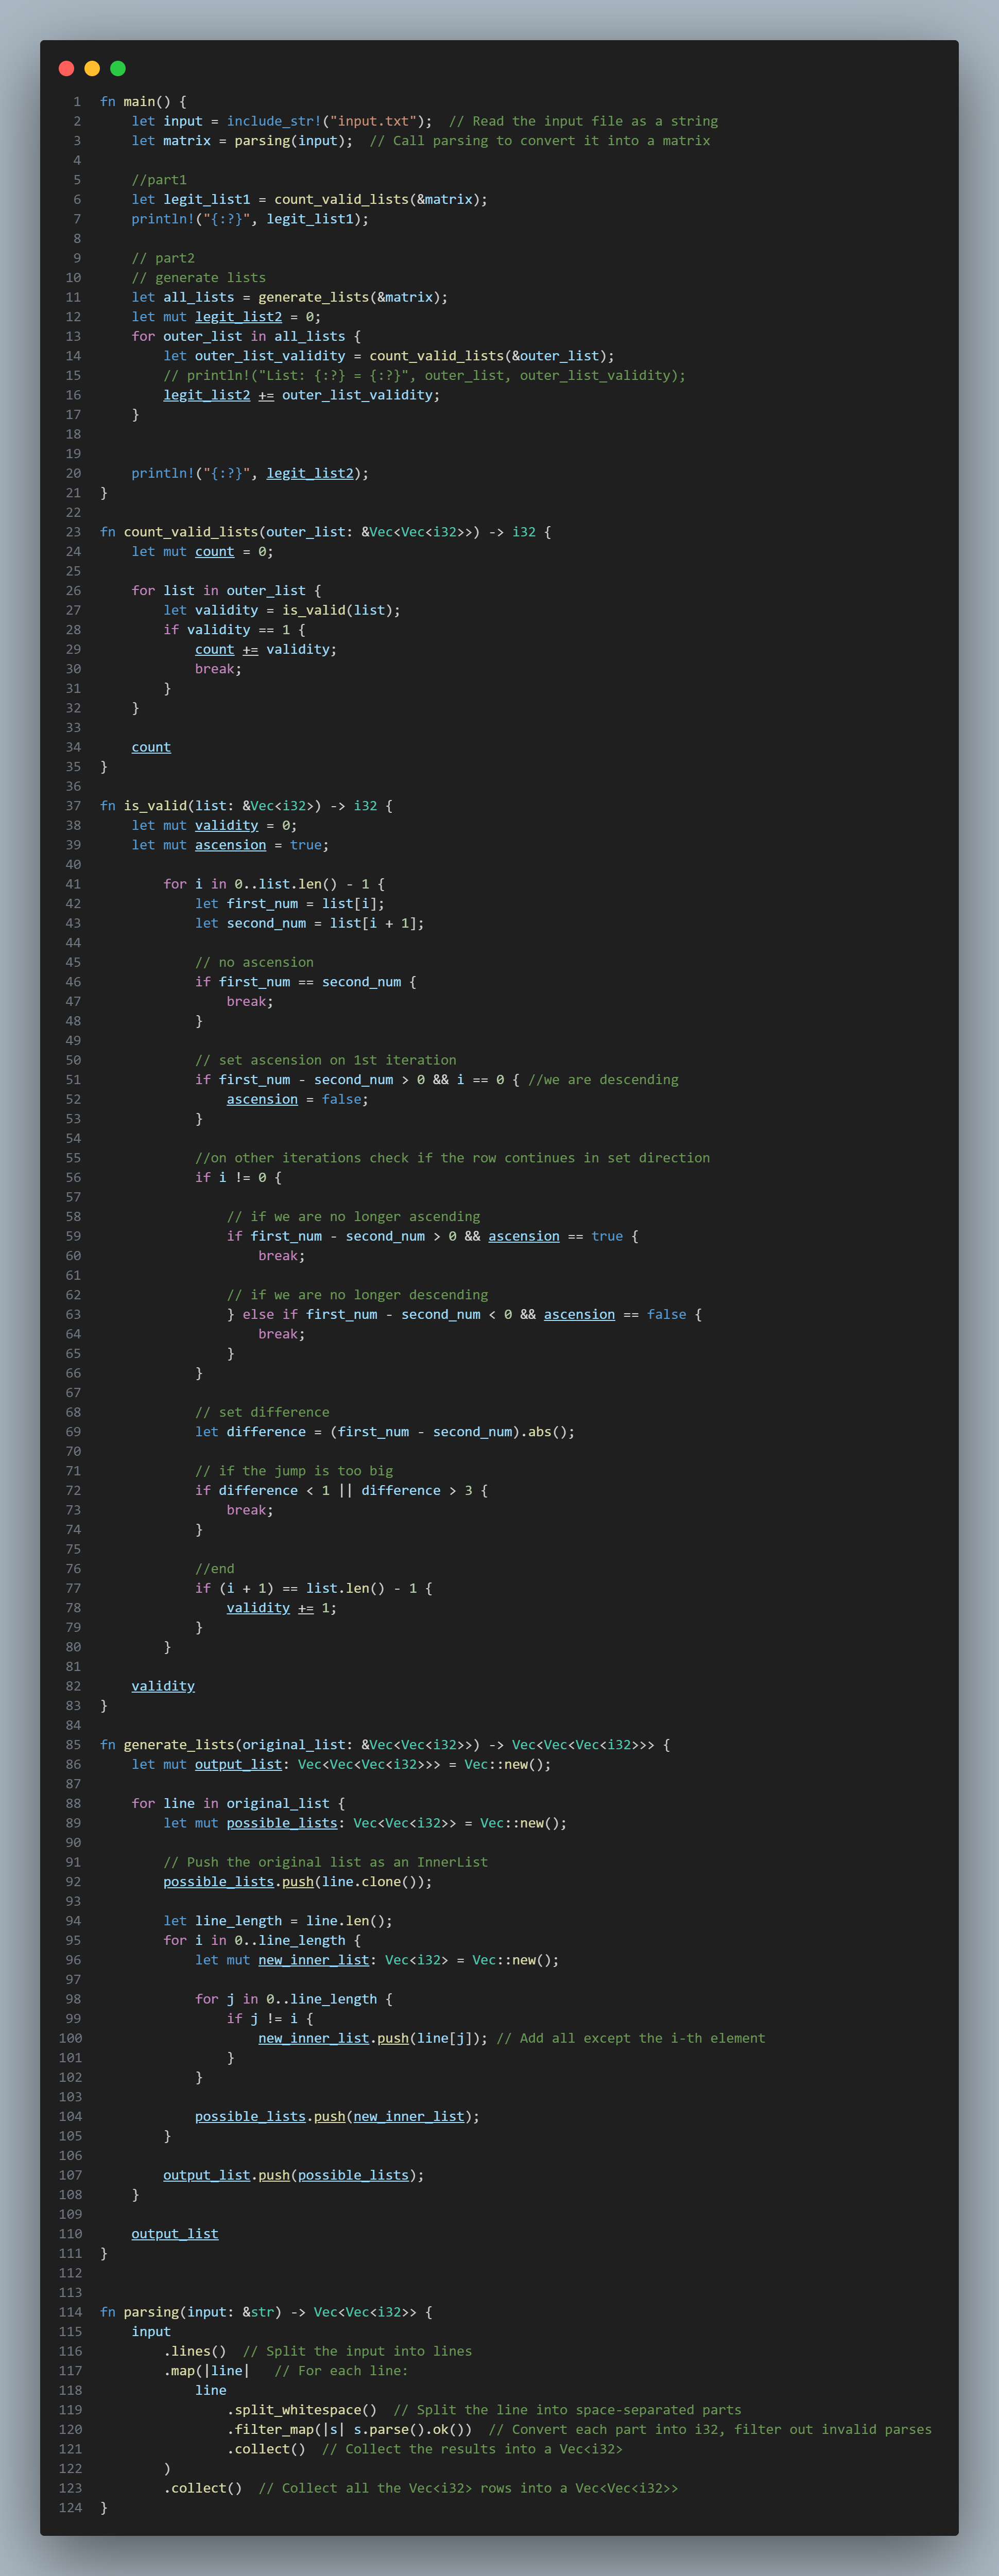 1 fn main() {
2     let input = include_str!("input.txt");  // Read the input file as a string
3     let matrix = parsing(input);  // Call parsing to convert it into a matrix
4
5     //part1
6     let legit_list1 = count_valid_lists(&matrix);
7     println!("{:?}", legit_list1);
8
9     // part2
10     // generate lists
11     let all_lists = generate_lists(&matrix);
12     let mut legit_list2 = 0;
13     for outer_list in all_lists {
14         let outer_list_validity = count_valid_lists(&outer_list);
15         // println!("List: {:?} = {:?}", outer_list, outer_list_validity);
16         legit_list2 += outer_list_validity;
17     }
18
19
20     println!("{:?}", legit_list2);
21 }
22
23 fn count_valid_lists(outer_list: &Vec<Vec<i32>>) -> i32 {
24     let mut count = 0;
25
26     for list in outer_list {
27         let validity = is_valid(list);
28         if validity == 1 {
29             count += validity;
30             break;
31         }
32     }
33
34     count
35 }
36
37 fn is_valid(list: &Vec<i32>) -> i32 {
38     let mut validity = 0;
39     let mut ascension = true;
40
41         for i in 0..list.len() - 1 {
42             let first_num = list[i];
43             let second_num = list[i + 1];
44
45             // no ascension
46             if first_num == second_num {
47                 break;
48             }
49
50             // set ascension on 1st iteration
51             if first_num - second_num > 0 && i == 0 { //we are descending
52                 ascension = false;
53             }
54
55             //on other iterations check if the row continues in set direction
56             if i != 0 {
57
58                 // if we are no longer ascending
59                 if first_num - second_num > 0 && ascension == true {
60                     break;
61
62                 // if we are no longer descending
63                 } else if first_num - second_num < 0 && ascension == false {
64                     break;
65                 }
66             }
67
68             // set difference
69             let difference = (first_num - second_num).abs();
70
71             // if the jump is too big
72             if difference < 1 || difference > 3 {
73                 break;
74             }
75
76             //end
77             if (i + 1) == list.len() - 1 {
78                 validity += 1;
79             }
80         }
81
82     validity
83 }
84
85 fn generate_lists(original_list: &Vec<Vec<i32>>) -> Vec<Vec<Vec<i32>>> {
86     let mut output_list: Vec<Vec<Vec<i32>>> = Vec::new();
87
88     for line in original_list {
89         let mut possible_lists: Vec<Vec<i32>> = Vec::new();
90
91         // Push the original list as an InnerList
92         possible_lists.push(line.clone());
93
94         let line_length = line.len();
95         for i in 0..line_length {
96             let mut new_inner_list: Vec<i32> = Vec::new();
97
98             for j in 0..line_length {
99                 if j != i {
100                     new_inner_list.push(line[j]); // Add all except the i-th element
101                 }
102             }
103
104             possible_lists.push(new_inner_list);
105         }
106
107         output_list.push(possible_lists);
108     }
109
110     output_list
111 }
112
113
114 fn parsing(input: &str) -> Vec<Vec<i32>> {
115     input
116         .lines()  // Split the input into lines
117         .map(|line|   // For each line:
118             line
119                 .split_whitespace()  // Split the line into space-separated parts
120                 .filter_map(|s| s.parse().ok())  // Convert each part into i32, filter out invalid parses
121                 .collect()  // Collect the results into a Vec<i32>
122         )
123         .collect()  // Collect all the Vec<i32> rows into a Vec<Vec<i32>>
124 }